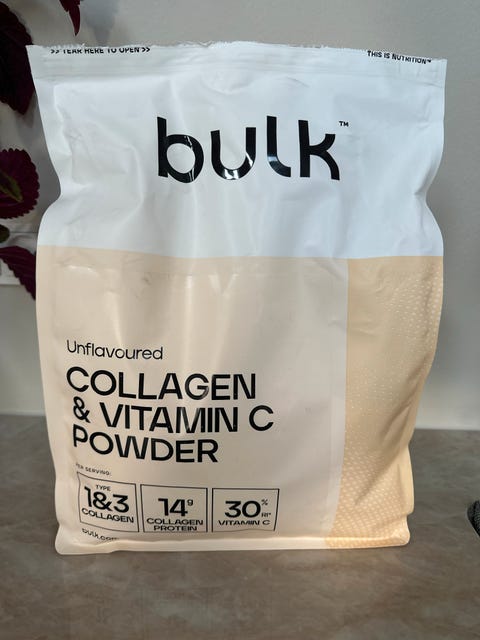 >> TEAR HERE TO OPEN >>
THIS IS NUTRITION™
bulk™
Unflavoured
COLLAGEN
& VITAMIN C
POWDER
PER SERVING:
TYPE
1&3
COLLAGEN
14g
COLLAGEN
PROTEIN
30%
RI*
VITAMIN C
bulk.com